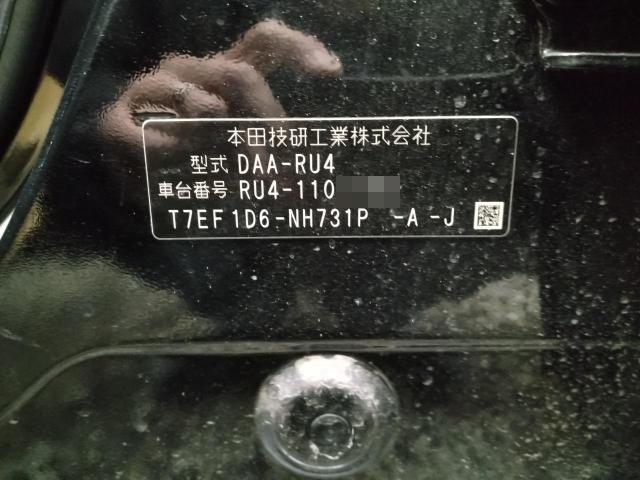 本田技研工業株式会社
型式 DAA-RU4
車台番号 RU4-110
T7EF1D6-NH731P -A -J